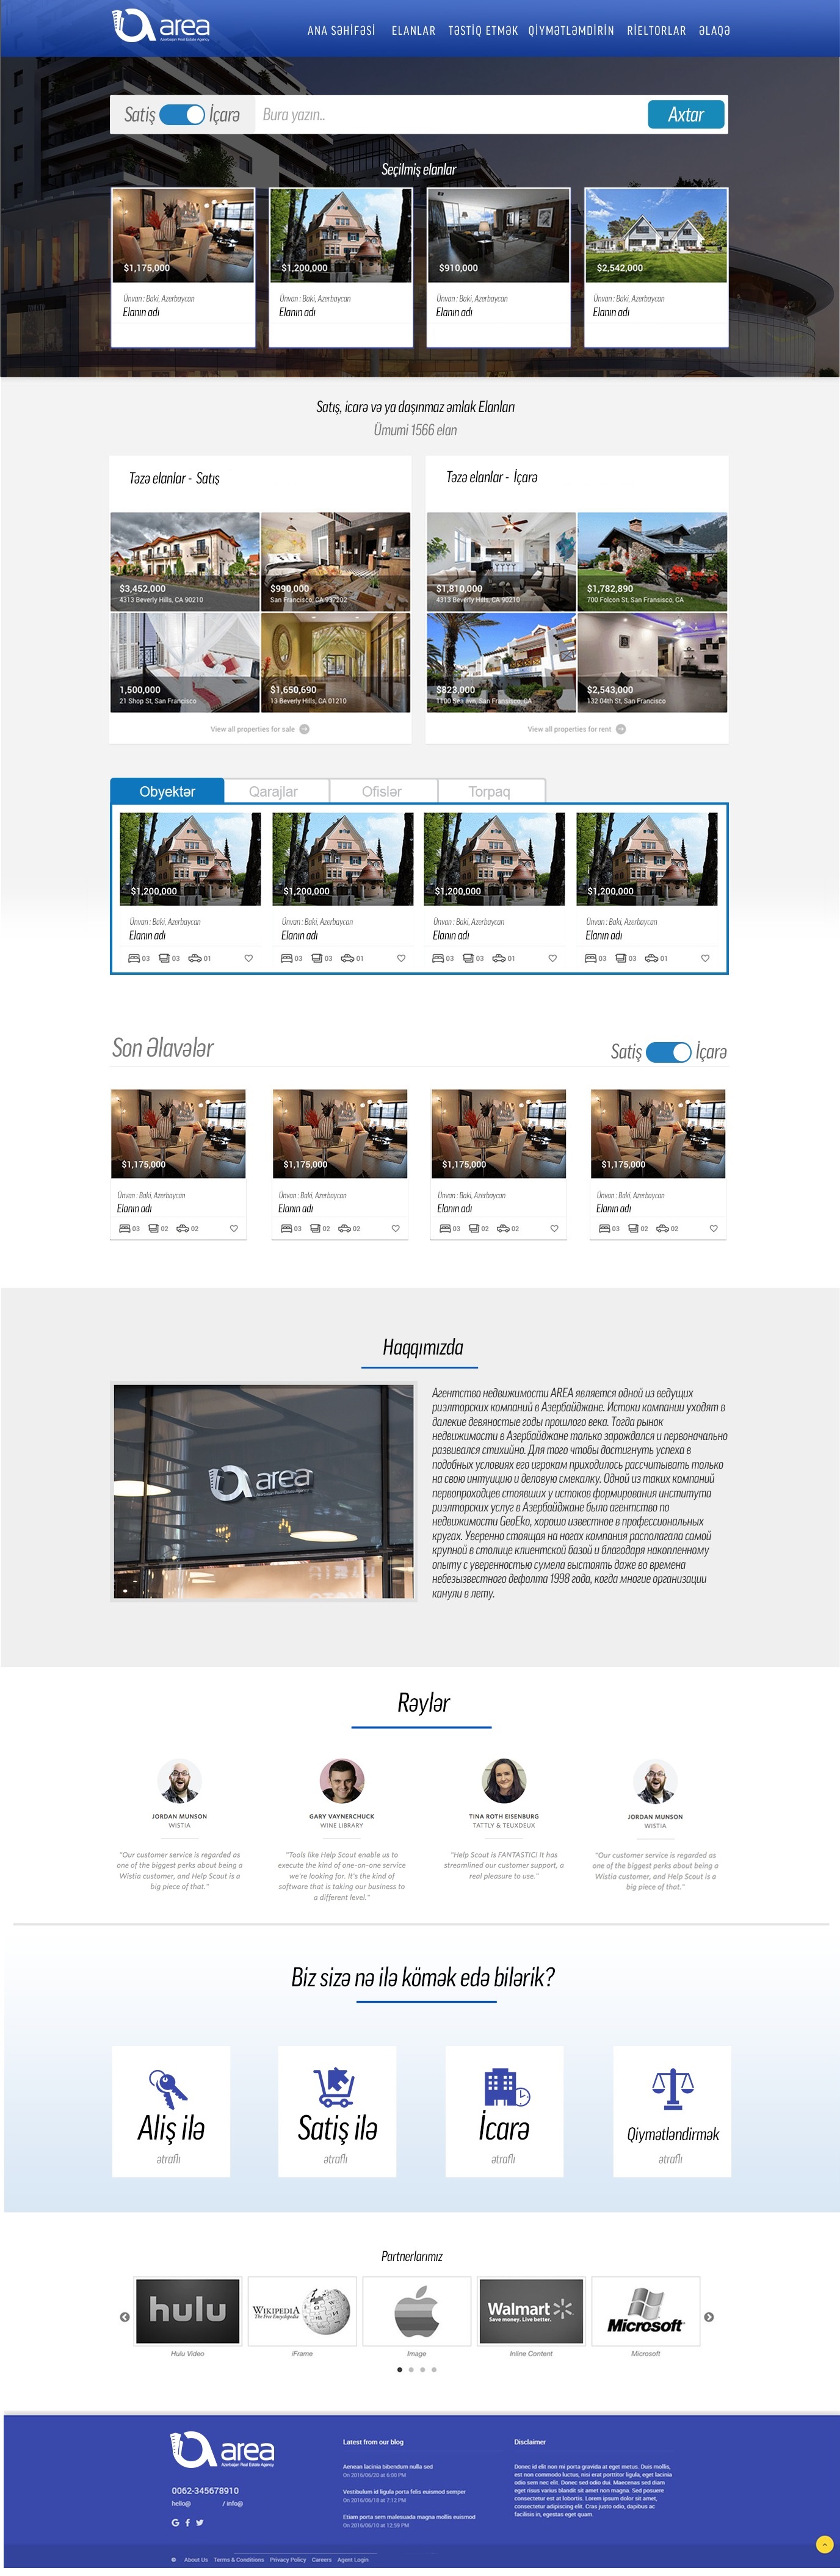 area
Azərbaijan Real Estate Agency
ANA SƏHİFƏSİ ELANLAR TƏSTİQ ETMƏK QİYMƏTLƏMDİRİN RİELTORLAR ƏLAQƏ
Satiş İçarə Bura yazın.. Axtar
Seçilmiş elanlar
$1,175,000 $1,200,000 $910,000 $2,542,000
Ünvan : Baki, Azerbaycan Ünvan : Baki, Azerbaycan Ünvan : Baki, Azerbaycan Ünvan : Baki, Azerbaycan
Elanın adı Elanın adı Elanın adı Elanın adı
Satış, icarə və ya daşınmaz əmlak Elanları
Ümumi 1566 elan
Təzə elanlar - Satış
$3,452,000 $990,000
4313 Beverly Hills, CA 90210 San Francisco, CA 937202
1,500,000 $1,650,690
21 Shop St, San Francisco 13 Beverly Hills, CA 01210
View all properties for sale
Təzə elanlar - İçarə
$1,810,000 $1,782,890
4313 Beverly Hills, CA 90210 700 Folcon St, San Fransisco, CA
$823,000 $2,543,000
1100 Sea evn, San Fransisco, CA 132 04th St, San Francisco
View all properties for rent
Obyektər Qarajlar Ofislər Torpaq
$1,200,000 $1,200,000 $1,200,000 $1,200,000
Ünvan : Baki, Azerbaycan Ünvan : Baki, Azerbaycan Ünvan : Baki, Azerbaycan Ünvan : Baki, Azerbaycan
Elanın adı Elanın adı Elanın adı Elanın adı
03 03 01 03 03 01 03 03 01 03 03 01
Son Əlavələr Satiş İçarə
$1,175,000 $1,175,000 $1,175,000 $1,175,000
Ünvan : Baki, Azerbaycan Ünvan : Baki, Azerbaycan Ünvan : Baki, Azerbaycan Ünvan : Baki, Azerbaycan
Elanın adı Elanın adı Elanın adı Elanın adı
03 02 02 03 02 02 03 02 02 03 02 02
Haqqımızda
area
Агентство недвижимости AREA является одной из ведущих
риэлторских компаний в Азербайджане. Истоки компании уходят в
далекие девяностые годы прошлого века. Тогда рынок
недвижимости в Азербайджане только зарождался и первоначально
развивался стихийно. Для того чтобы достигнуть успеха в
подобных условиях его игрокам приходилось рассчитывать только
на свою интуицию и деловую смекалку. Одной из таких компаний
первопроходцев стоявших у истоков формирования института
риэлторских услуг в Азербайджане было агентство по
недвижимости GeoEko, хорошо известное в профессиональных
кругах. Уверенно стоящая на ногах компания располагала самой
крупной в столице клиентской базой и благодаря накопленному
опыту с уверенностью сумела выстоять даже во времена
небезызвестного дефолта 1998 года, когда многие организации
канули в лету.
Rəylər
JORDAN MUNSON
WISTIA
"Our customer service is regarded as
one of the biggest perks about being a
Wistia customer, and Help Scout is a
big piece of that."
GARY VAYNERCHUCK
WINE LIBRARY
"Tools like Help Scout enable us to
execute the kind of one-on-one service
we're looking for. It's the kind of
software that is taking our business to
a different level."
TINA ROTH EISENBURG
TATTLY & TEUXDEUX
"Help Scout is FANTASTIC! It has
streamlined our customer support, a
real pleasure to use."
JORDAN MUNSON
WISTIA
"Our customer service is regarded as
one of the biggest perks about being a
Wistia customer, and Help Scout is a
big piece of that."
Biz sizə nə ilə kömək edə bilərik?
Aliş ilə Satiş ilə İcarə Qiymətləndirmək
ətraflı ətraflı ətraflı ətraflı
Partnerlarımız
hulu
WIKIPEDIA
The Free Encyclopedia
Walmart
Save money. Live better.
Microsoft
Hulu Video iFrame Image Inline Content Microsoft
area
0062-345678910
hello@ / info@
Latest from our blog
Aenean lacinia bibendum nulla sed
On 2016/06/20 at 6:00 PM
Vestibulum id ligula porta felis euismod semper
On 2016/06/18 at 7:12 PM
Etiam porta sem malesuada magna mollis euismod
On 2016/06/10 at 12:59 PM
Disclaimer
Donec id elit non mi porta gravida at eget metus. Duis mollis,
est non commodo luctus, nisi erat porttitor ligula, eget lacinia
odio sem nec elit. Donec sed odio dui. Maecenas sed diam
eget risus varius blandit sit amet non magna. Sed posuere
consectetur est at lobortis. Lorem ipsum dolor sit amet,
consectetur adipiscing elit. Cras justo odio, dapibus ac
facilisis in, egestas eget quam.
© About Us Terms & Conditions Privacy Policy Careers Agent Login